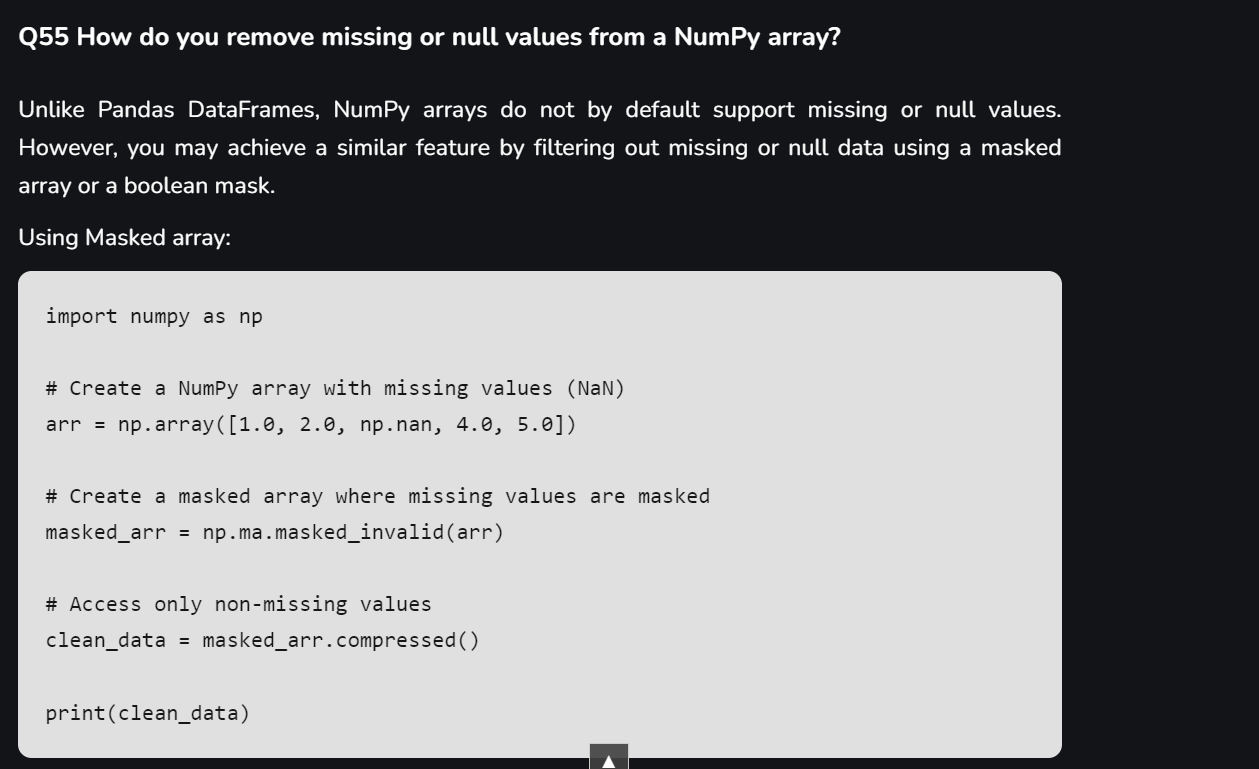 Q55 How do you remove missing or null values from a NumPy array?
Unlike Pandas DataFrames, NumPy arrays do not by default support missing or null values.
However, you may achieve a similar feature by filtering out missing or null data using a masked
array or a boolean mask.
Using Masked array:
import numpy as np
# Create a NumPy array with missing values (NaN)
arr = np.array([1.0, 2.0, np.nan, 4.0, 5.0])
# Create a masked array where missing values are masked
masked_arr = np.ma.masked_invalid(arr)
# Access only non-missing values
clean_data = masked_arr.compressed()
print(clean_data)